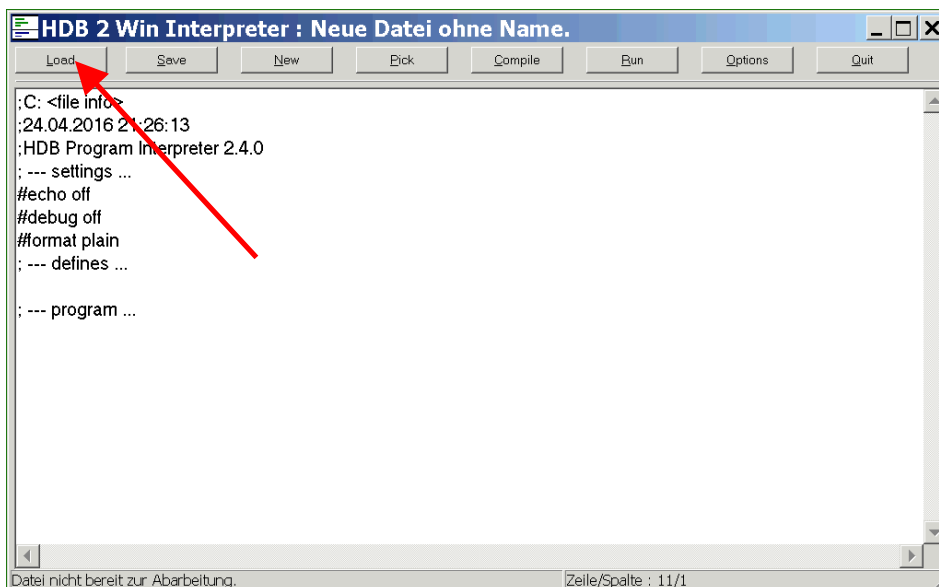 HDB 2 Win Interpreter : Neue Datei ohne Name.
Load Save New Pick Compile Run Options Quit
;C: <file info>
;24.04.2016 21:26:13
;HDB Program Interpreter 2.4.0
; --- settings ...
#echo off
#debug off
#format plain
; --- defines ...
; --- program ...
Datei nicht bereit zur Abarbeitung. Zeile/Spalte : 11/1